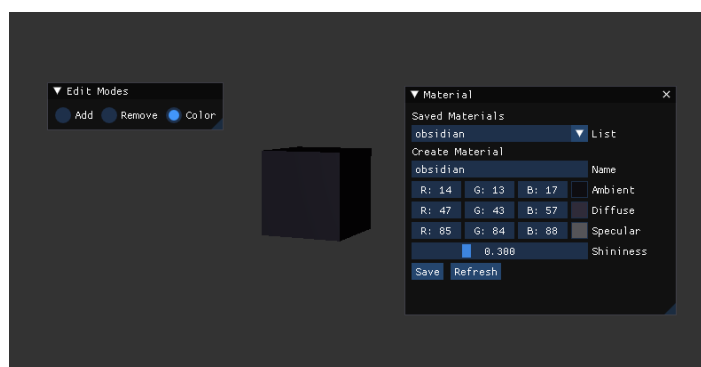 Edit Modes
Add Remove Color
Material
Saved Materials
obsidian List
Create Material
obsidian Name
R: 14 G: 13 B: 17 Ambient
R: 47 G: 43 B: 57 Diffuse
R: 85 G: 84 B: 88 Specular
0.300 Shininess
Save Refresh